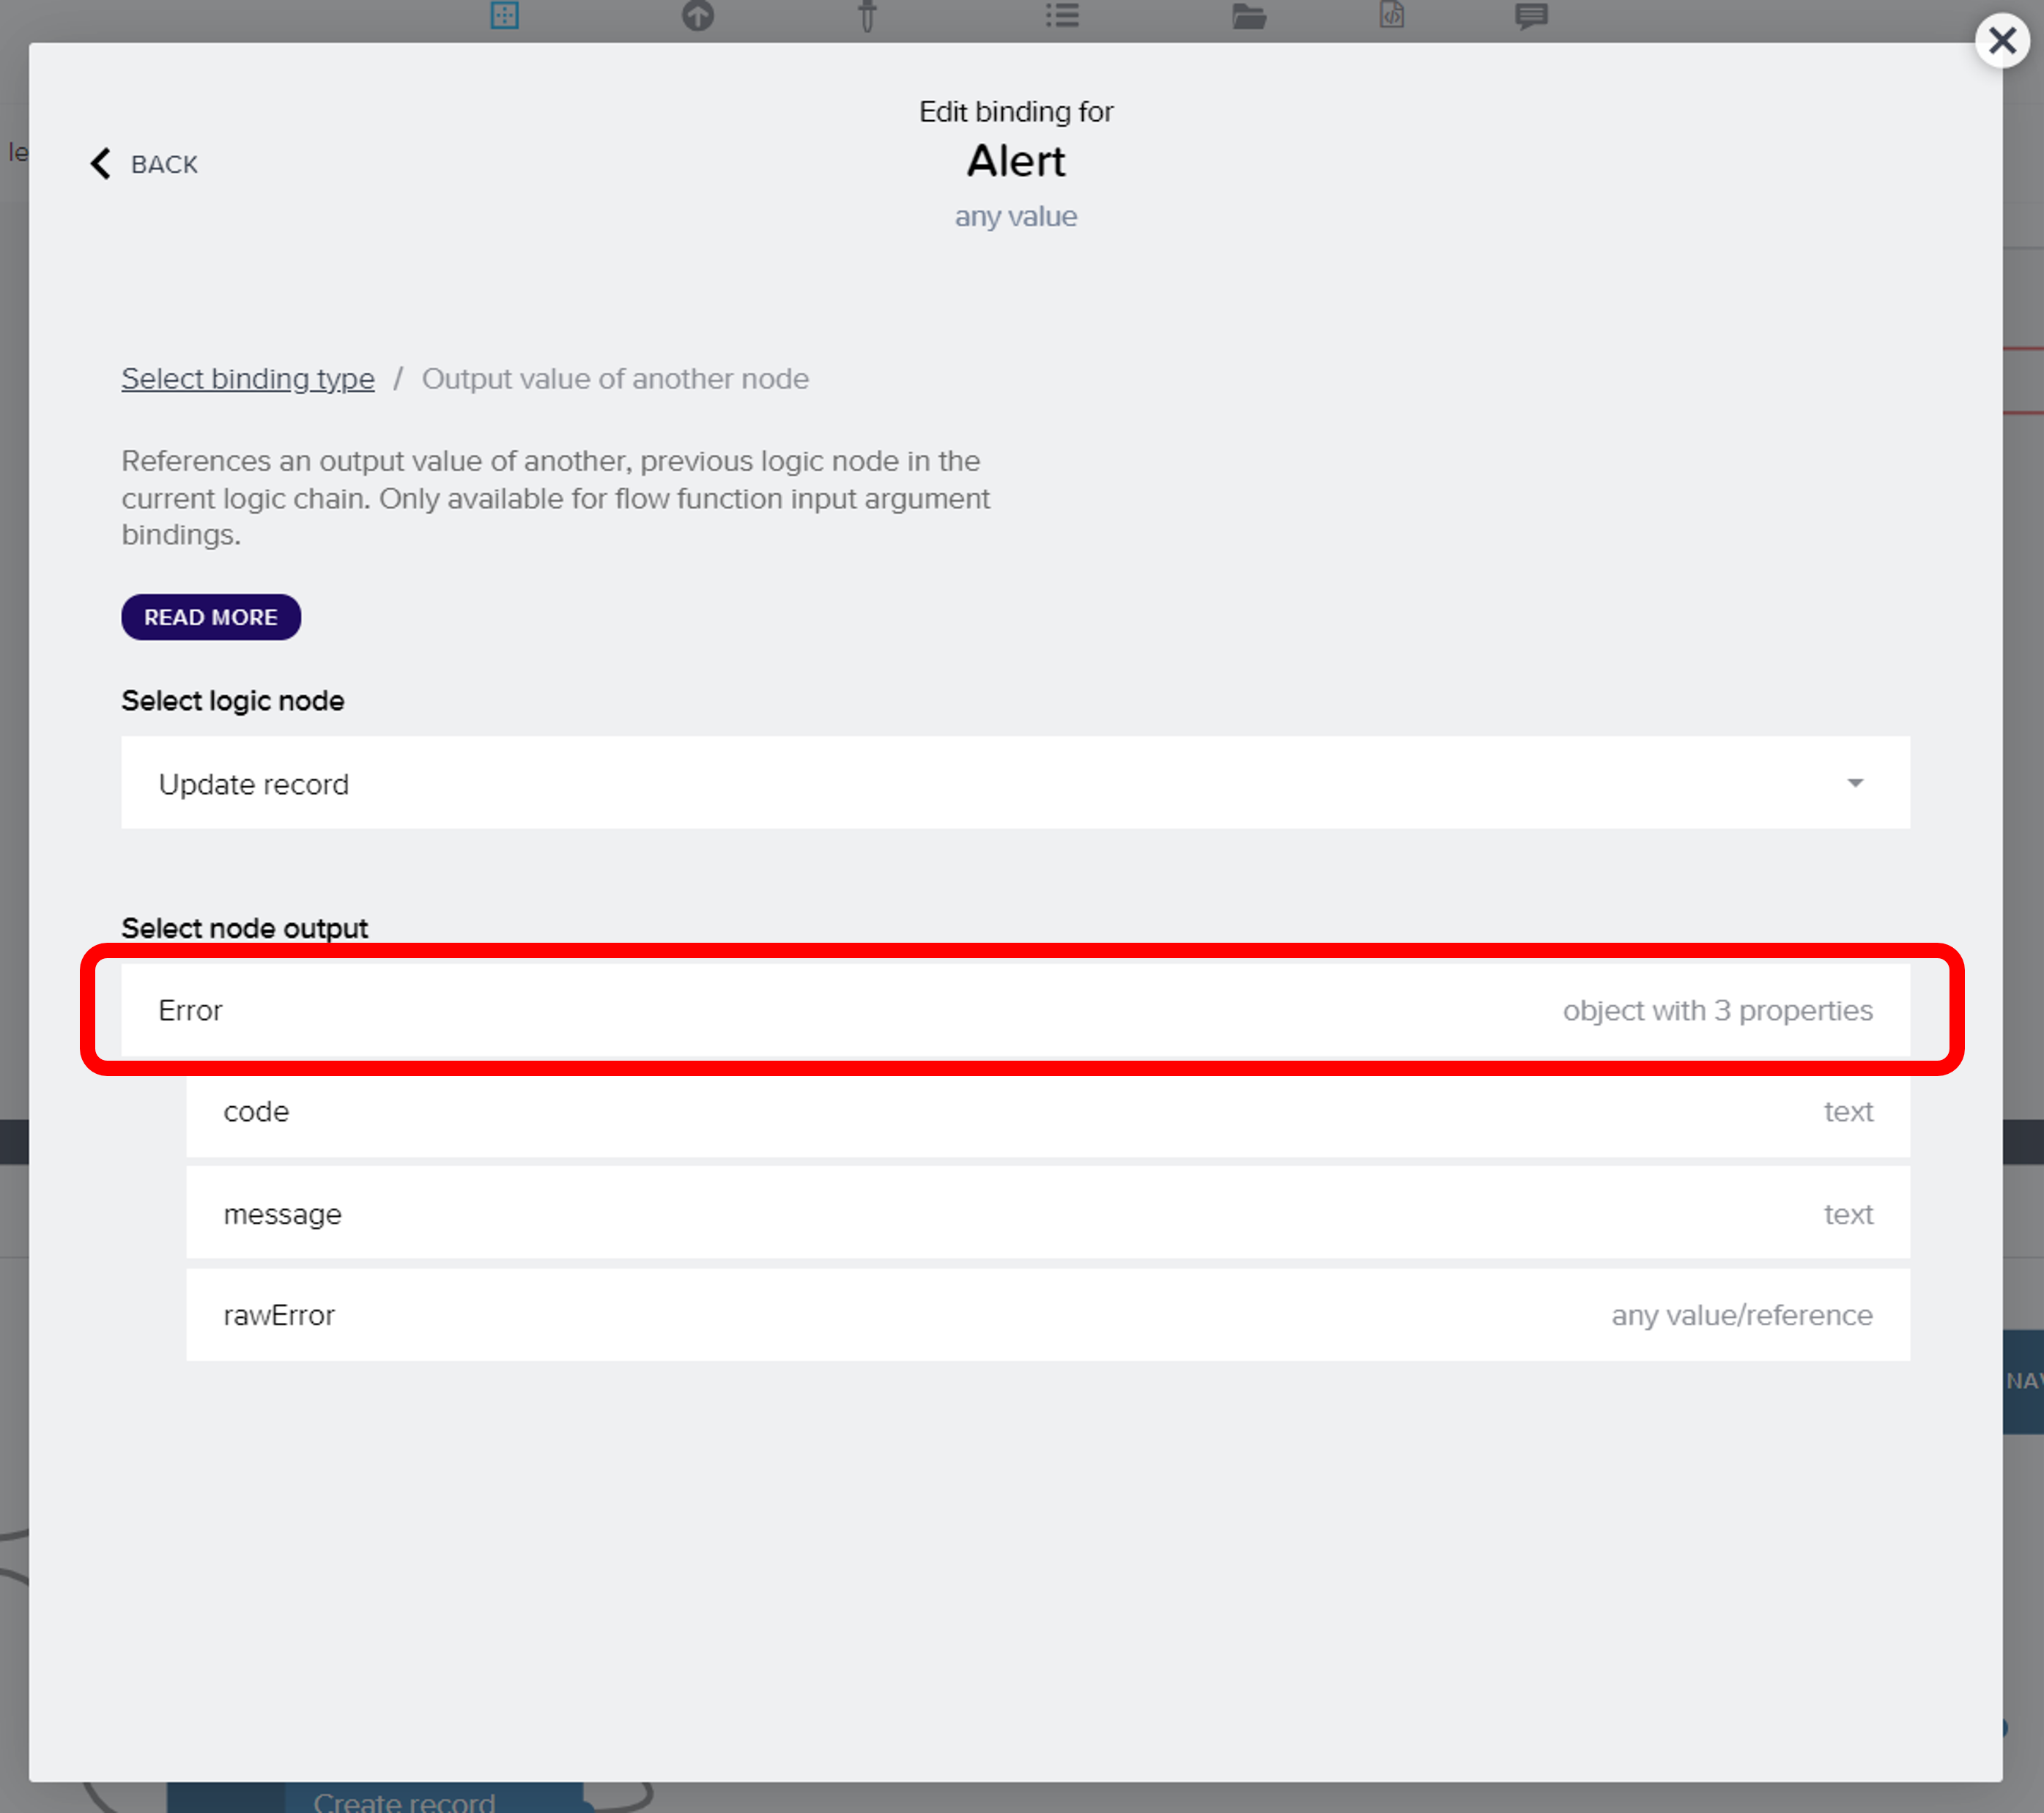 Edit binding for
le
BACK
Alert
any value
Select binding type / Output value of another node
References an output value of another, previous logic node in the
current logic chain. Only available for flow function input argument
bindings.
READ MORE
Select logic node
Update record
Select node output
Error object with 3 properties
code text
message text
rawError any value/reference
NAV
Create record